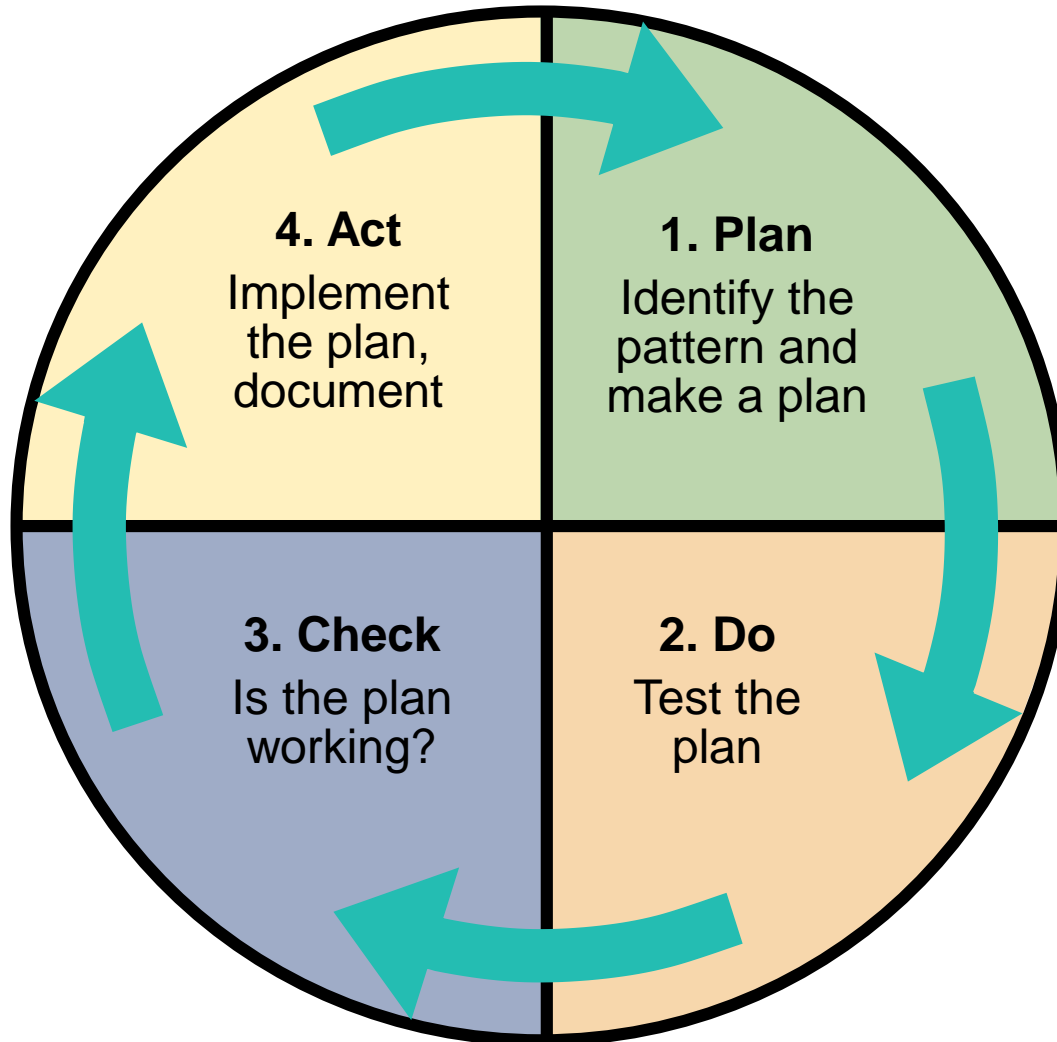 1. Plan
Identify the
pattern and
make a plan
2. Do
Test the
plan
3. Check
Is the plan
working?
4. Act
Implement
the plan,
document